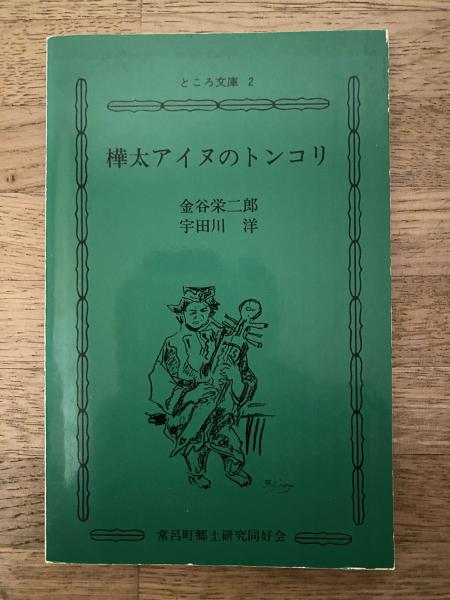 ところ文庫 2
樺太アイヌのトンコリ
金谷栄二郎
宇田川 洋
常呂町郷土研究同好会